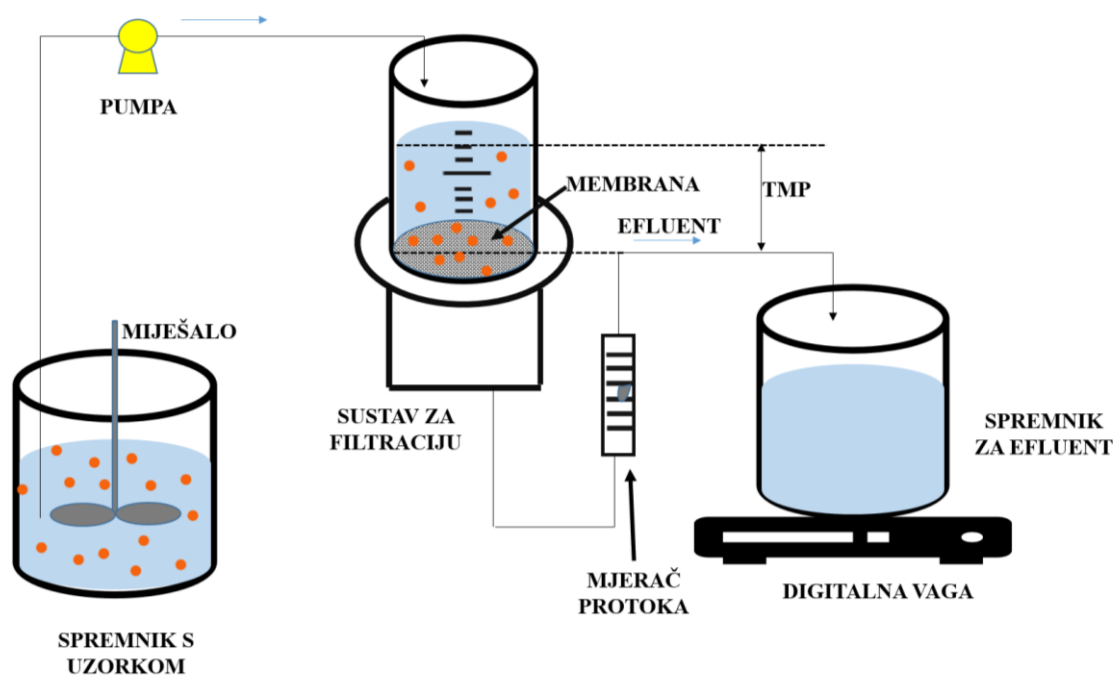 PUMPA
MEMBRANA
TMP
EFLUENT
MIJEŠALO
SUSTAV ZA
FILTRACIJU
SPREMNIK
ZA EFLUENT
MJERAČ
PROTOKA
DIGITALNA VAGA
SPREMNIK S
UZORKOM